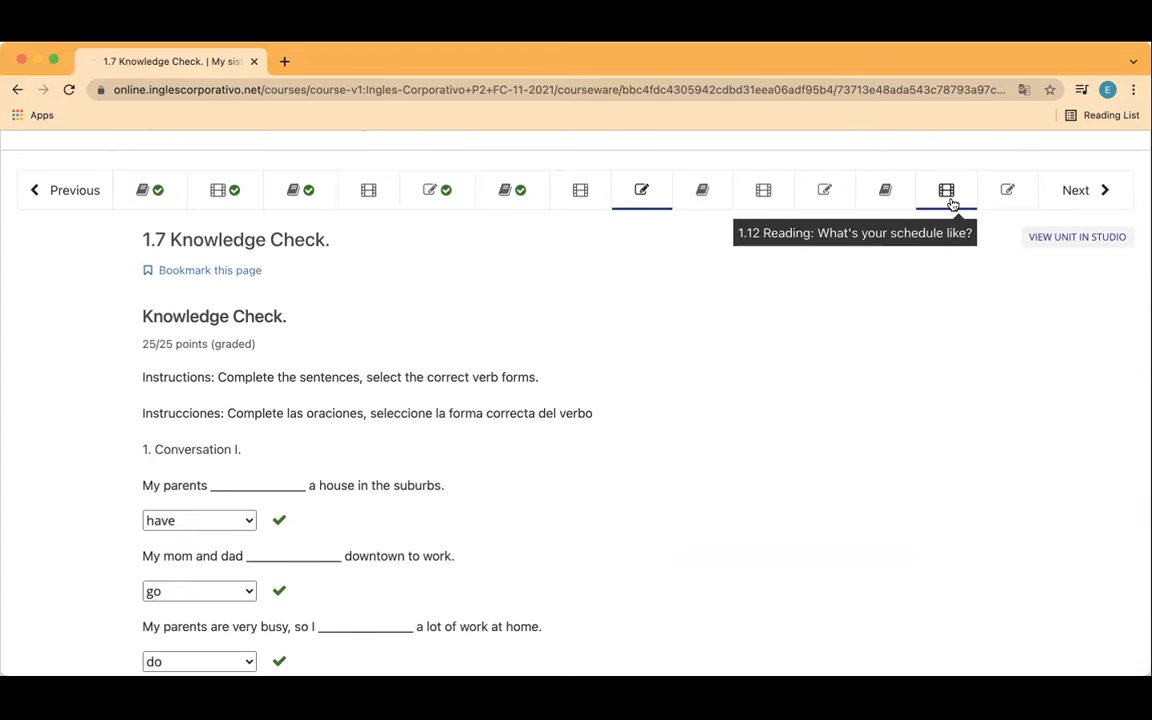 1.7 Knowledge Check. | My sis
online.inglescorporativo.net/courses/course-v1:Ingles-Corporativo+P2+FC-11-2021/courseware/bbc4fdc4305942cdbd31eea06adf95b4/73713e48ada543c78793a97c...
Apps
Reading List
Previous
Next
1.12 Reading: What's your schedule like?
1.7 Knowledge Check.
VIEW UNIT IN STUDIO
Bookmark this page
Knowledge Check.
25/25 points (graded)
Instructions: Complete the sentences, select the correct verb forms.
Instrucciones: Complete las oraciones, seleccione la forma correcta del verbo
1. Conversation I.
My parents ______________ a house in the suburbs.
have
My mom and dad ______________ downtown to work.
go
My parents are very busy, so I ______________ a lot of work at home.
do